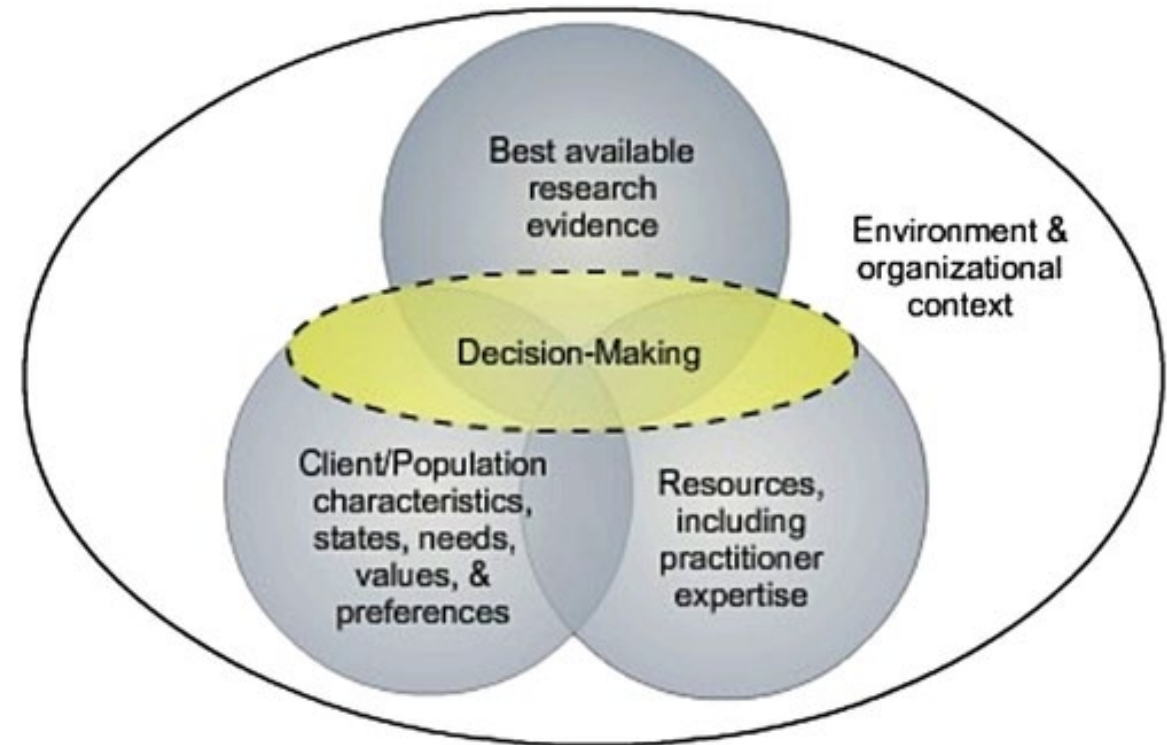 Best available
research
evidence
Environment &
organizational
context
Decision-Making
Client/Population
characteristics,
states, needs,
values, &
preferences
Resources,
including
practitioner
expertise